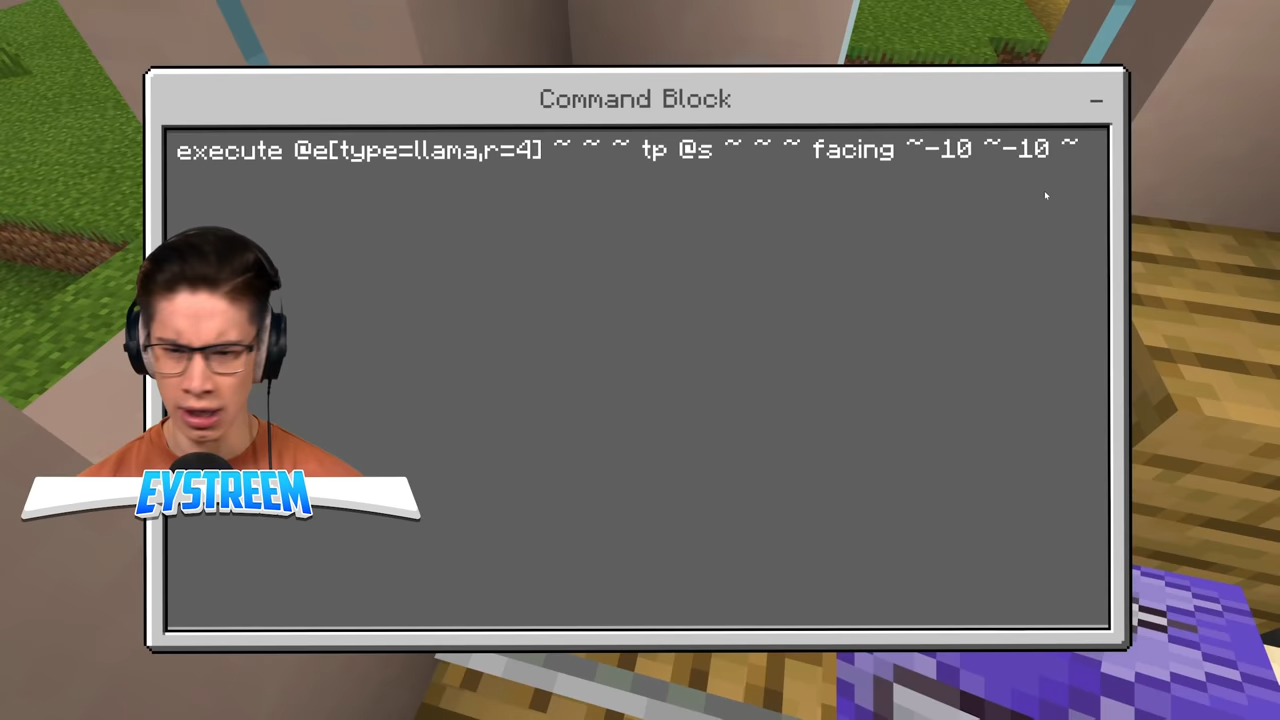 Command Block
execute @e[type=llama,r=4] ~ ~ ~ tp @s ~ ~ ~ facing ~-10 ~-10 ~
EYSTREEM